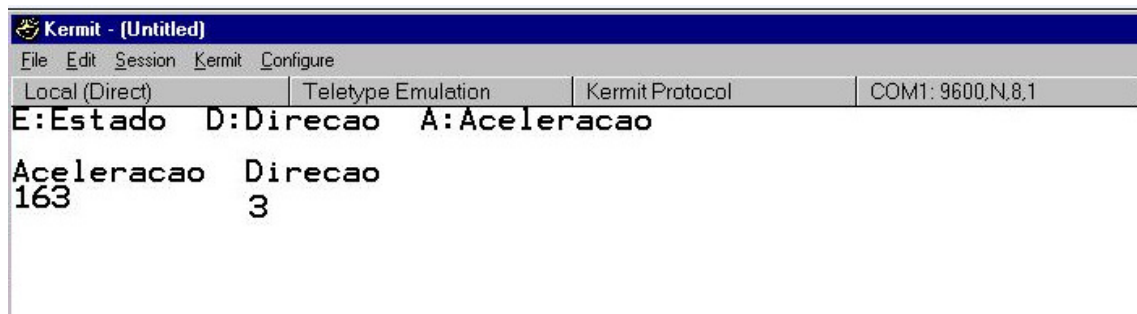 Kermit - (Untitled)
File Edit Session Kermit Configure
Local (Direct) Teletype Emulation Kermit Protocol COM1: 9600,N,8,1
E:Estado D:Direcao A:Aceleracao
Aceleracao Direcao
163 3